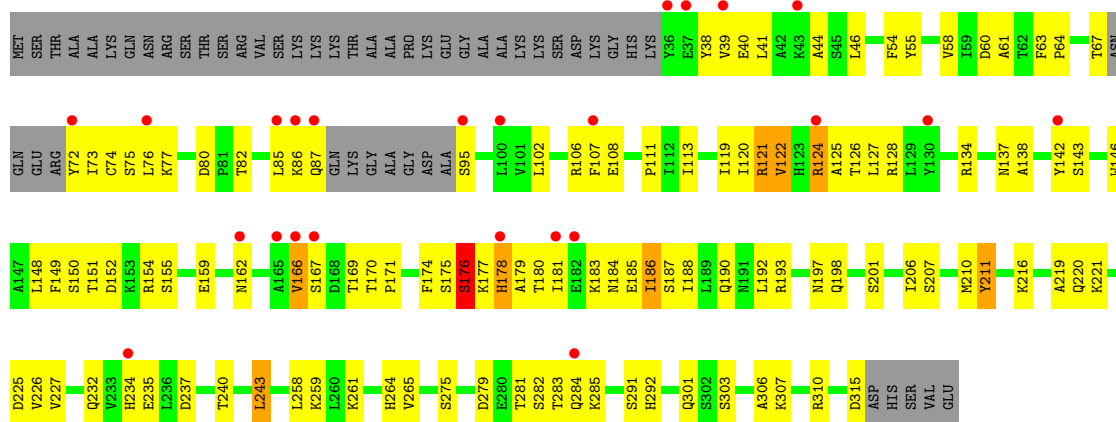 MET SER THR ALA ALA LYS GLN ASN ARG SER THR SER ARG VAL SER LYS LYS LYS THR ALA ALA PRO LYS GLU GLY ALA ALA LYS LYS SER ASP LYS GLY HIS LYS Y36 E37 Y38 V39 E40 L41 A42 K43 A44 S45 L46 F54 Y55 V58 I59 D60 A61 T62 F63 P64 T67 ASN
GLN GLU ARG Y72 I73 C74 S75 L76 K77 D80 P81 T82 L85 K86 Q87 GLN LYS GLY ALA GLY ASP ALA S95 L100 V101 L102 R106 F107 E108 P111 I112 I113 I119 I120 R121 V122 H123 R124 A125 T126 L127 R128 L129 Y130 R134 N137 A138 Y142 S143 W146
A147 L148 F149 S150 T151 D152 K153 R154 S155 E159 N162 A165 V166 S167 D168 T169 T170 P171 F174 S175 S176 K177 H178 A179 T180 I181 E182 K183 N184 E185 I186 S187 I188 L189 Q190 N191 L192 R193 N197 Q198 S201 I206 S207 M210 Y211 K216 A219 Q220 K221
D225 V226 V227 Q232 V233 H234 E235 L236 D237 T240 L243 L258 K259 L260 K261 H264 V265 S275 D279 E280 T281 S282 T283 Q284 K285 S291 H292 Q301 S302 S303 A306 K307 R310 D315 ASP HIS SER VAL GLU